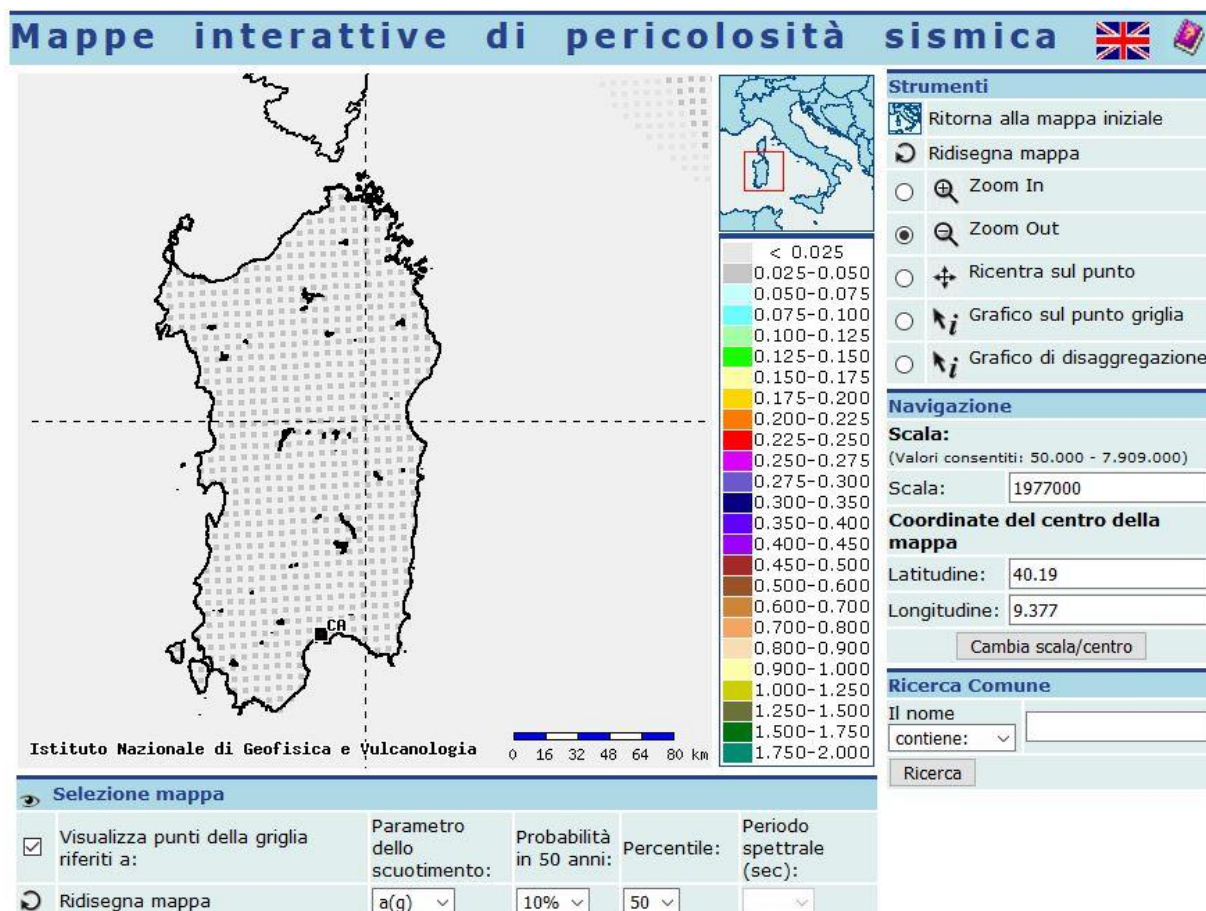 Mappe interattive di pericolosità sismica
CA
Istituto Nazionale di Geofisica e Vulcanologia
0 16 32 48 64 80 km
< 0.025
0.025-0.050
0.050-0.075
0.075-0.100
0.100-0.125
0.125-0.150
0.150-0.175
0.175-0.200
0.200-0.225
0.225-0.250
0.250-0.275
0.275-0.300
0.300-0.350
0.350-0.400
0.400-0.450
0.450-0.500
0.500-0.600
0.600-0.700
0.700-0.800
0.800-0.900
0.900-1.000
1.000-1.250
1.250-1.500
1.500-1.750
1.750-2.000
Strumenti
Ritorna alla mappa iniziale
Ridisegna mappa
Zoom In
Zoom Out
Ricentra sul punto
i Grafico sul punto griglia
i Grafico di disaggregazione
Navigazione
Scala:
(Valori consentiti: 50.000 - 7.909.000)
Scala: 1977000
Coordinate del centro della
mappa
Latitudine: 40.19
Longitudine: 9.377
Cambia scala/centro
Ricerca Comune
Il nome
contiene:
Ricerca
Selezione mappa
Visualizza punti della griglia
riferiti a:
Parametro
dello
scuotimento:
Probabilità
in 50 anni:
Percentile:
Periodo
spettrale
(sec):
Ridisegna mappa
a(g) 10% 50